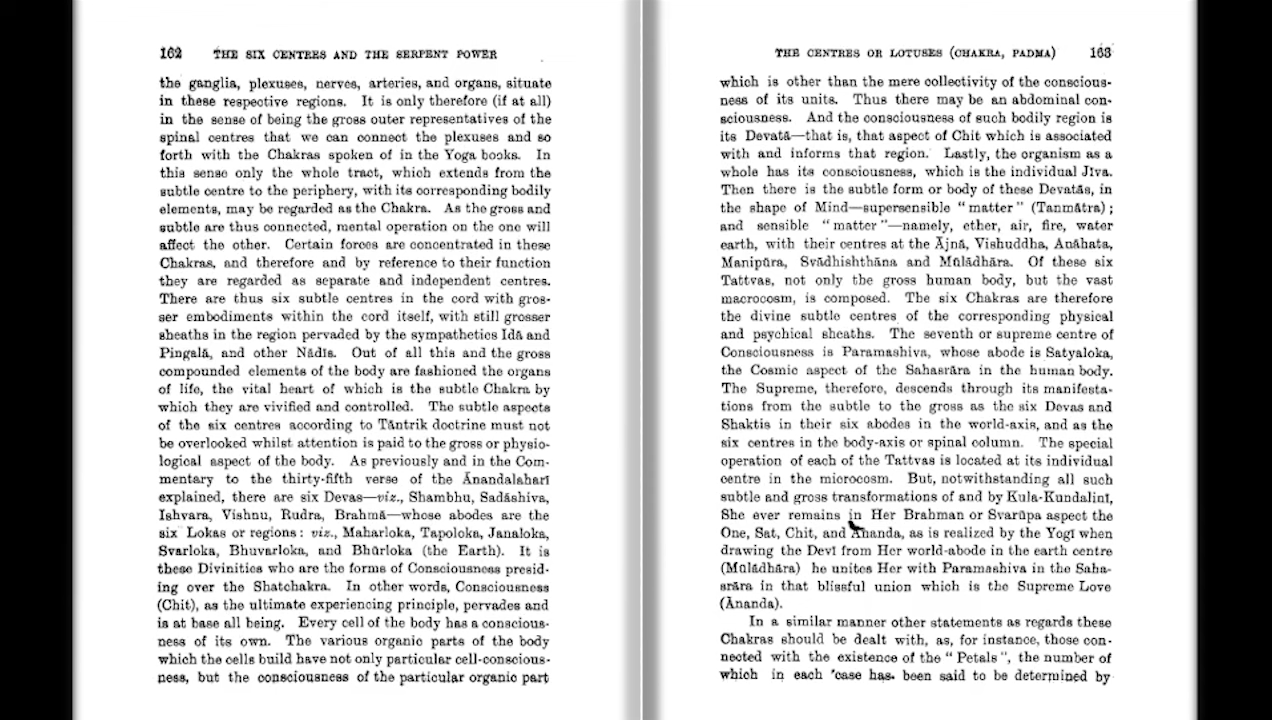 162 THE SIX CENTRES AND THE SERPENT POWER
the ganglia, plexuses, nerves, arteries, and organs, situate
in these respective regions. It is only therefore (if at all)
in the sense of being the gross outer representatives of the
spinal centres that we can connect the plexuses and so
forth with the Chakras spoken of in the Yoga books. In
this sense only the whole tract, which extends from the
subtle centre to the periphery, with its corresponding bodily
elements, may be regarded as the Chakra. As the gross and
subtle are thus connected, mental operation on the one will
affect the other. Certain forces are concentrated in these
Chakras, and therefore and by reference to their function
they are regarded as separate and independent centres.
There are thus six subtle centres in the cord with gros-
ser embodiments within the cord itself, with still grosser
sheaths in the region pervaded by the sympathetics Idā and
Pingalā, and other Nādīs. Out of all this and the gross
compounded elements of the body are fashioned the organs
of life, the vital heart of which is the subtle Chakra by
which they are vivified and controlled. The subtle aspects
of the six centres according to Tāntrik doctrine must not
be overlooked whilst attention is paid to the gross or physio-
logical aspect of the body. As previously and in the Com-
mentary to the thirty-fifth verse of the Ānandalaharī
explained, there are six Devas—viz., Shambhu, Sadāshiva,
Ishvara, Vishnu, Rudra, Brahmā—whose abodes are the
six Lokas or regions: viz., Maharloka, Tapoloka, Janaloka,
Svarloka, Bhuvarloka, and Bhūrloka (the Earth). It is
these Divinities who are the forms of Consciousness presid-
ing over the Shatchakra. In other words, Consciousness
(Chit), as the ultimate experiencing principle, pervades and
is at base all being. Every cell of the body has a conscious-
ness of its own. The various organic parts of the body
which the cells build have not only particular cell-conscious-
ness, but the consciousness of the particular organic part
THE CENTRES OR LOTUSES (CHAKRA, PADMA) 163
which is other than the mere collectivity of the conscious-
ness of its units. Thus there may be an abdominal con-
sciousness. And the consciousness of such bodily region is
its Devatā—that is, that aspect of Chit which is associated
with and informs that region. Lastly, the organism as a
whole has its consciousness, which is the individual Jīva.
Then there is the subtle form or body of these Devatās, in
the shape of Mind—supersensible "matter" (Tanmātra);
and sensible "matter"—namely, ether, air, fire, water
earth, with their centres at the Ājnā, Vishuddha, Anāhata,
Manipūra, Svādhishthāna and Mūlādhāra. Of these six
Tattvas, not only the gross human body, but the vast
macrocosm, is composed. The six Chakras are therefore
the divine subtle centres of the corresponding physical
and psychical sheaths. The seventh or supreme centre of
Consciousness is Paramashiva, whose abode is Satyaloka,
the Cosmic aspect of the Sahasrāra in the human body.
The Supreme, therefore, descends through its manifesta-
tions from the subtle to the gross as the six Devas and
Shaktis in their six abodes in the world-axis, and as the
six centres in the body-axis or spinal column. The special
operation of each of the Tattvas is located at its individual
centre in the microcosm. But, notwithstanding all such
subtle and gross transformations of and by Kula-Kundalinī,
She ever remains in Her Brahman or Svarūpa aspect the
One, Sat, Chit, and Ānanda, as is realized by the Yogī when
drawing the Devī from Her world-abode in the earth centre
(Mūlādhāra) he unites Her with Paramashiva in the Saha-
srāra in that blissful union which is the Supreme Love
(Ānanda).
In a similar manner other statements as regards these
Chakras should be dealt with, as, for instance, those con-
nected with the existence of the "Petals", the number of
which in each case has been said to be determined by